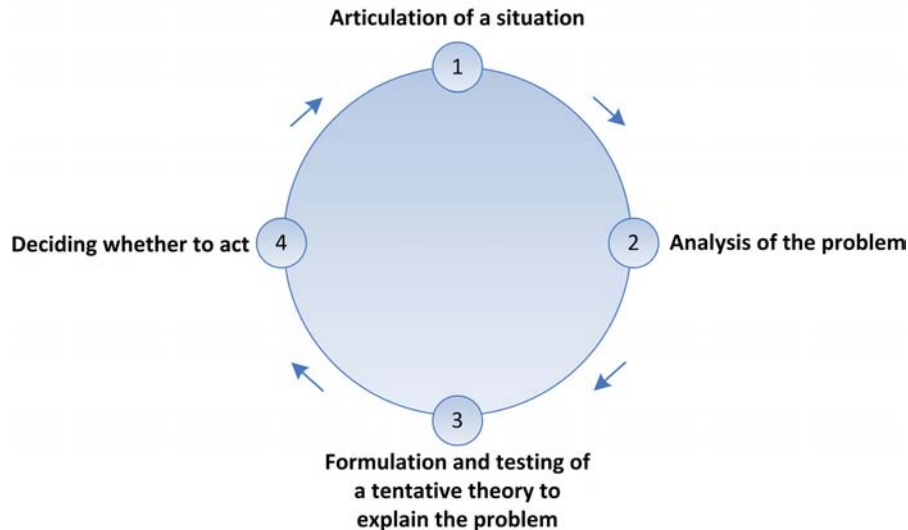 Articulation of a situation
1
2
Analysis of the problem
3
Formulation and testing of
a tentative theory to
explain the problem
Deciding whether to act
4